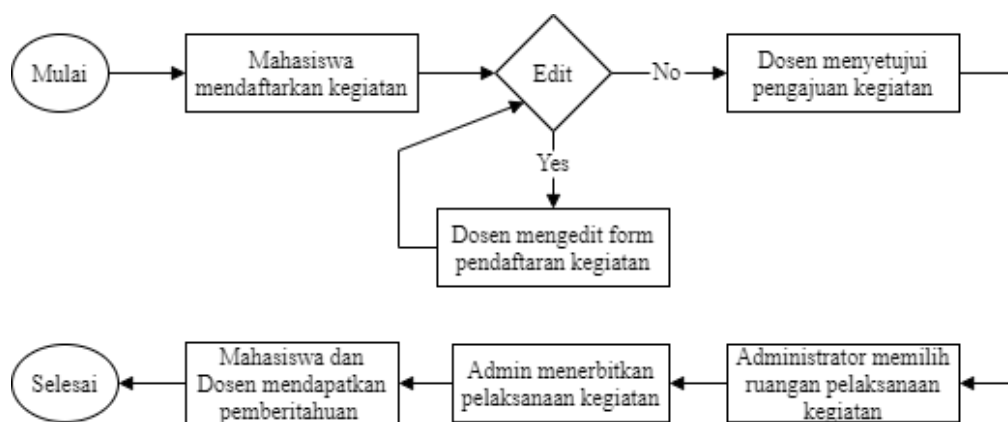 Mulai
Mahasiswa
mendaftarkan kegiatan
Edit
No
Dosen menyetujui
pengajuan kegiatan
Yes
Dosen mengedit form
pendaftaran kegiatan
Selesai
Mahasiswa dan
Dosen mendapatkan
pemberitahuan
Admin menerbitkan
pelaksanaan kegiatan
Administrator memilih
ruangan pelaksanaan
kegiatan